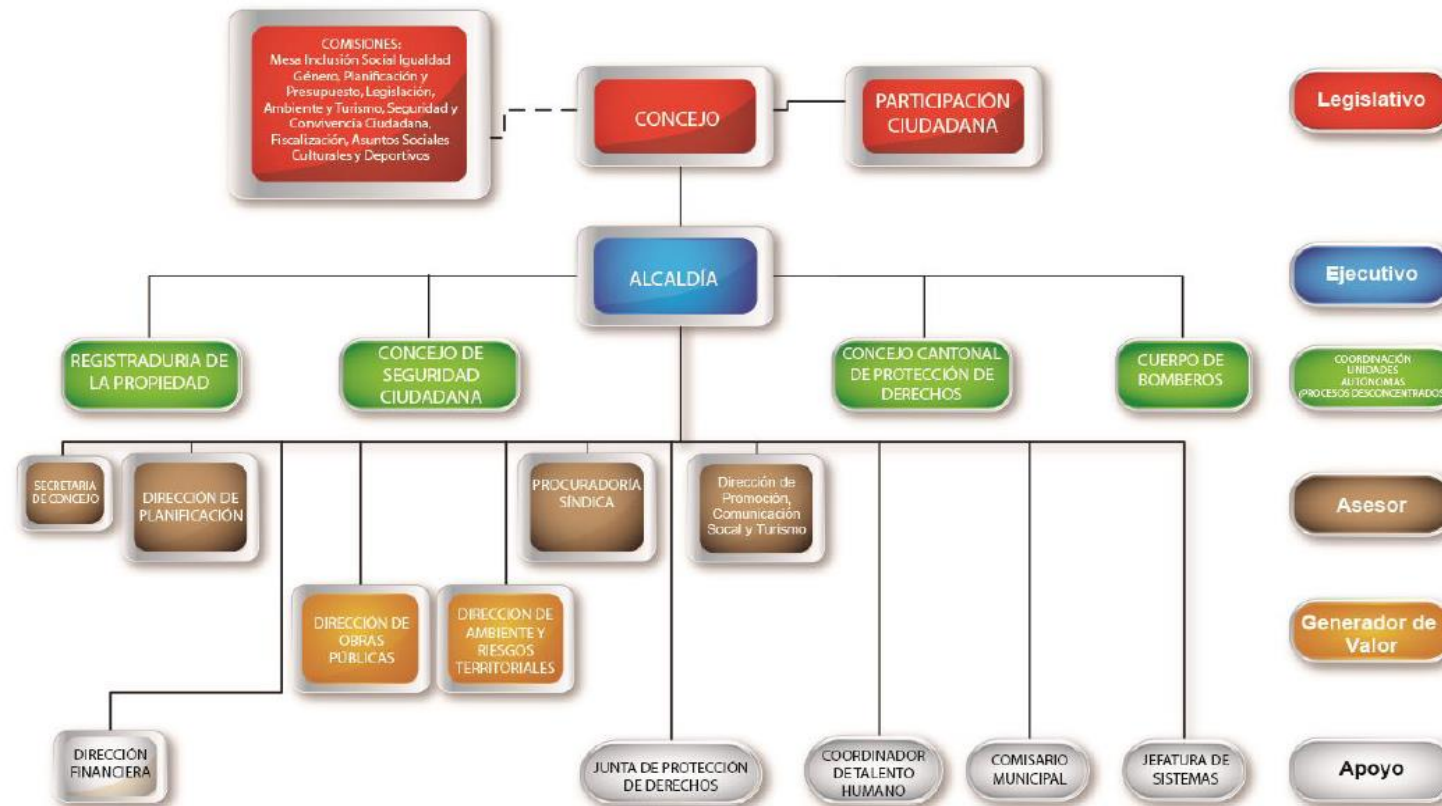 COMISIONES:
Mesa Inclusión Social Igualdad
Género, Planificación y
Presupuesto, Legislación,
Ambiente y Turismo, Seguridad y
Convivencia Ciudadana,
Fiscalización, Asuntos Sociales
Culturales y Deportivos
CONCEJO
PARTICIPACIÓN
CIUDADANA
Legislativo
ALCALDÍA
Ejecutivo
REGISTRADURIA DE
LA PROPIEDAD
CONCEJO DE
SEGURIDAD
CIUDADANA
CONCEJO CANTONAL
DE PROTECCIÓN DE
DERECHOS
CUERPO DE
BOMBEROS
COORDINACIÓN
UNIDADES
AUTÓNOMAS
(PROCESOS DESCONCENTRADOS
SECRETARIA
DE CONCEJO
DIRECCIÓN DE
PLANIFICACIÓN
PROCURADORÍA
SÍNDICA
Dirección de
Promoción,
Comunicación
Socal y Turismo
Asesor
DIRECCIÓN DE
OBRAS
PÚBLICAS
DIRECCION DE
AMBIENTE Y
RIESGOS
TERRITORIALES
Generador de
Valor
DIRECCIÓN
FINANCIERA
JUNTA DE PROTECCIÓN
DE DERECHOS
COORDINADOR
DE TALENTO
HUMANO
COMISARIO
MUNICIPAL
JEFATURA DE
SISTEMAS
Apoyo